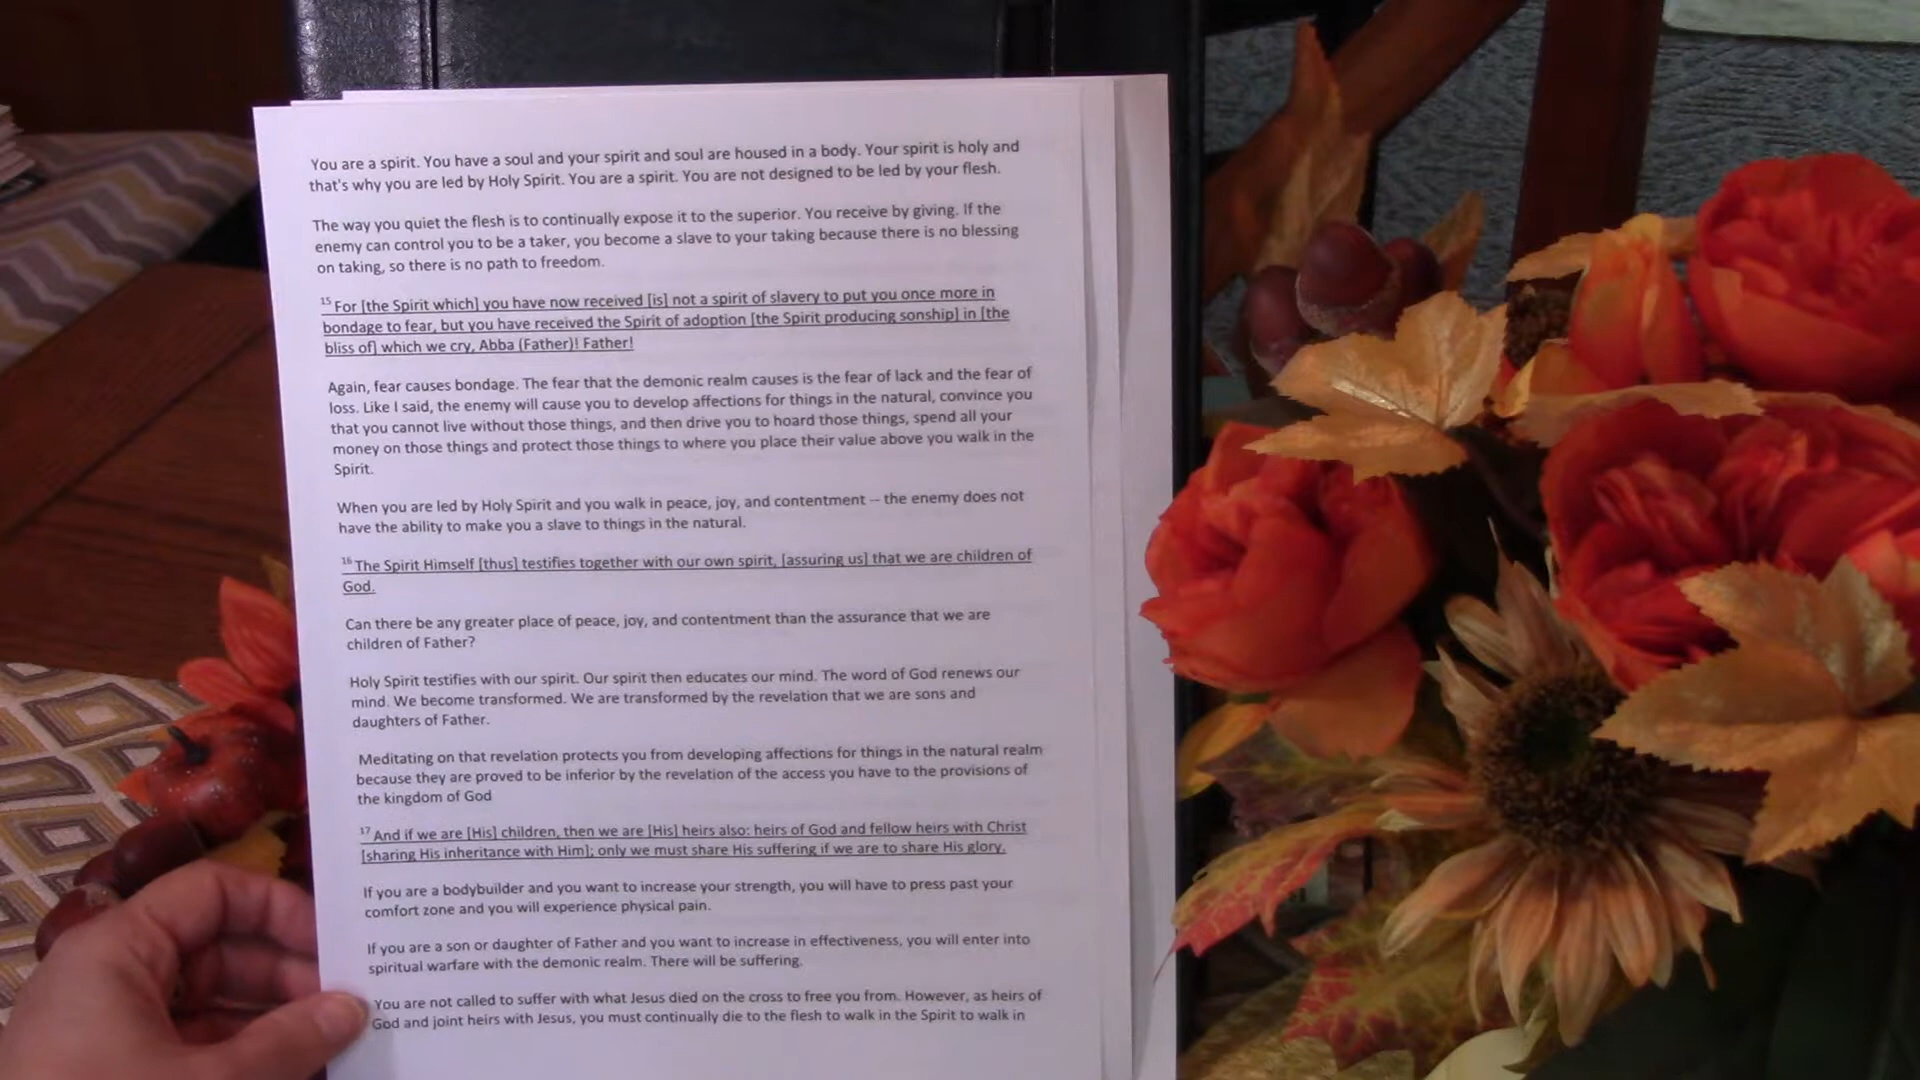 You are a spirit. You have a soul and your spirit and soul are housed in a body. Your spirit is holy and
that's why you are led by Holy Spirit. You are a spirit. You are not designed to be led by your flesh.
The way you quiet the flesh is to continually expose it to the superior. You receive by giving. If the
enemy can control you to be a taker, you become a slave to your taking because there is no blessing
on taking, so there is no path to freedom.
15 For [the Spirit which] you have now received [is] not a spirit of slavery to put you once more in
bondage to fear, but you have received the Spirit of adoption [the Spirit producing sonship] in [the
bliss of] which we cry, Abba (Father)! Father!
Again, fear causes bondage. The fear that the demonic realm causes is the fear of lack and the fear of
loss. Like I said, the enemy will cause you to develop affections for things in the natural, convince you
that you cannot live without those things, and then drive you to hoard those things, spend all your
money on those things and protect those things to where you place their value above you walk in the
Spirit.
When you are led by Holy Spirit and you walk in peace, joy, and contentment -- the enemy does not
have the ability to make you a slave to things in the natural.
16 The Spirit Himself [thus] testifies together with our own spirit, [assuring us] that we are children of
God.
Can there be any greater place of peace, joy, and contentment than the assurance that we are
children of Father?
Holy Spirit testifies with our spirit. Our spirit then educates our mind. The word of God renews our
mind. We become transformed. We are transformed by the revelation that we are sons and
daughters of Father.
Meditating on that revelation protects you from developing affections for things in the natural realm
because they are proved to be inferior by the revelation of the access you have to the provisions of
the kingdom of God
17 And if we are [His] children, then we are [His] heirs also: heirs of God and fellow heirs with Christ
[sharing His inheritance with Him]; only we must share His suffering if we are to share His glory.
If you are a bodybuilder and you want to increase your strength, you will have to press past your
comfort zone and you will experience physical pain.
If you are a son or daughter of Father and you want to increase in effectiveness, you will enter into
spiritual warfare with the demonic realm. There will be suffering.
You are not called to suffer with what Jesus died on the cross to free you from. However, as heirs of
God and joint heirs with Jesus, you must continually die to the flesh to walk in the Spirit to walk in